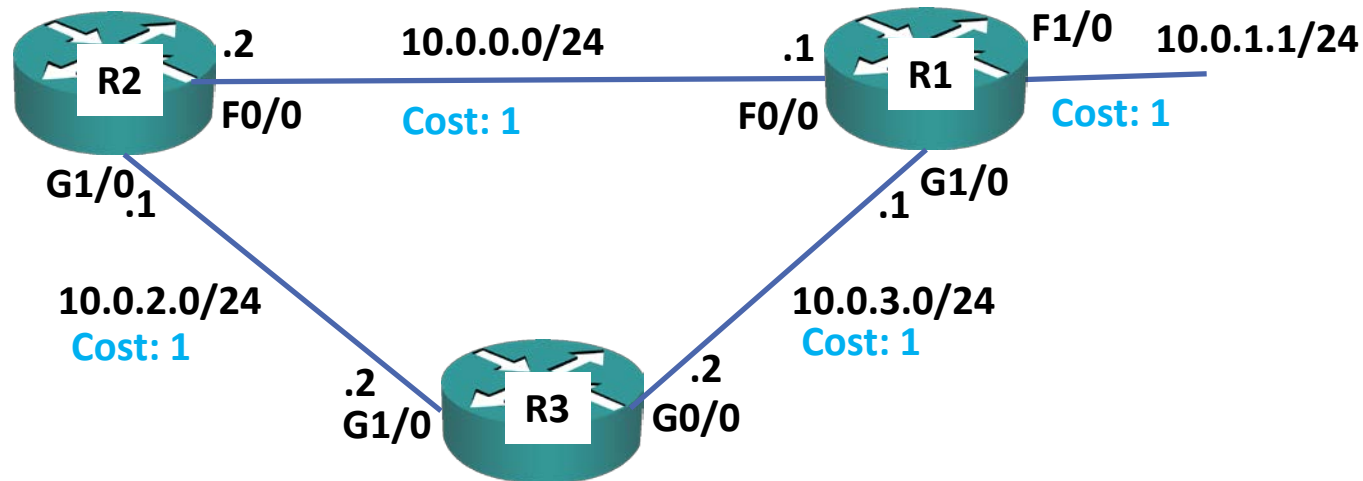 F1/0
.2
10.0.0.0/24
.1
10.0.1.1/24
R2
R1
F0/0
Cost: 1
F0/0
Cost: 1
G1/0
.1
G1/0
.1
10.0.2.0/24
Cost: 1
10.0.3.0/24
Cost: 1
.2
G1/0
R3
.2
G0/0